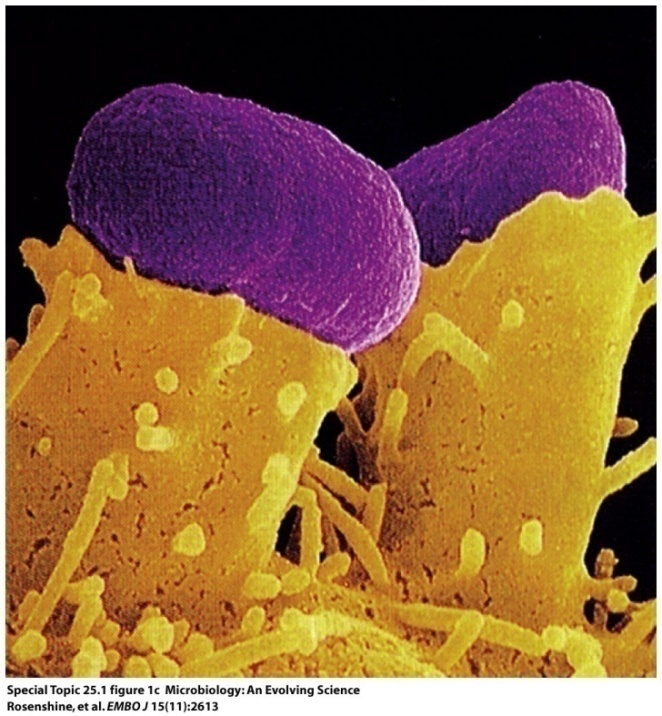 Special Topic 25.1 figure 1c Microbiology: An Evolving Science
Rosenshine, et al. EMBO J 15(11):2613